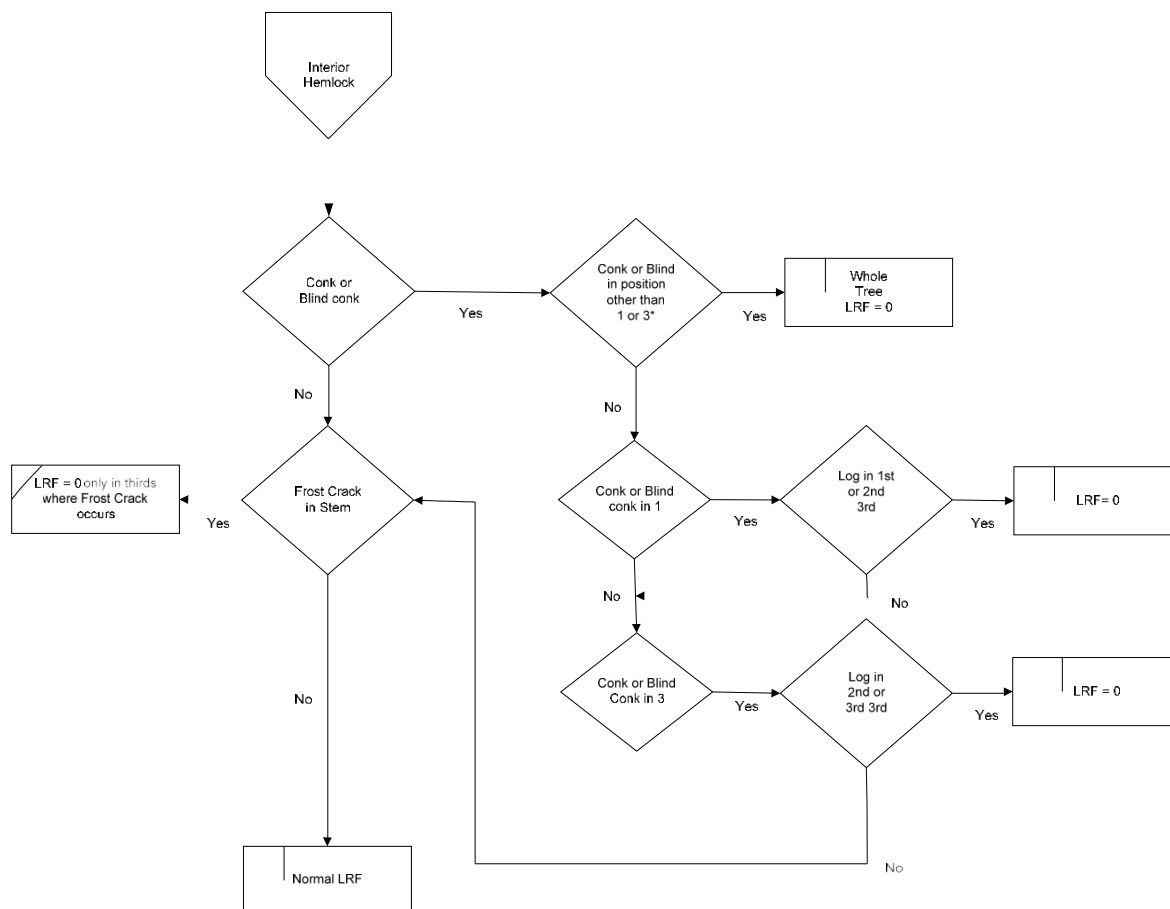 Interior
Hemlock
Conk or
Blind conk
Yes
Conk or Blind
in position
other than
1 or 3*
Yes
Whole
Tree
LRF = 0
No
No
LRF = 0 only in thirds
where Frost Crack
occurs
Yes
Frost Crack
in Stem
Conk or Blind
conk in 1
Yes
Log in 1st
or 2nd
3rd
Yes
LRF= 0
No
No
No
Conk or Blind
Conk in 3
Yes
Log in
2nd or
3rd 3rd
Yes
LRF = 0
No
Normal LRF